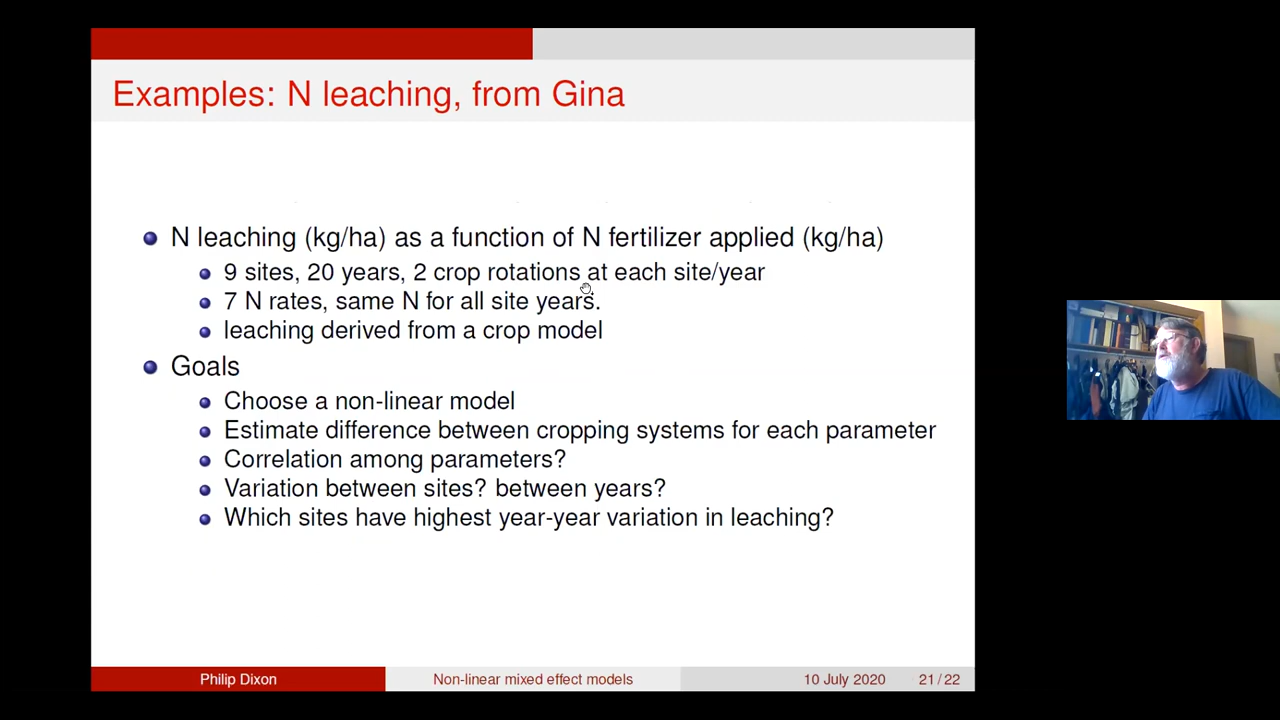 Examples: N leaching, from Gina
N leaching (kg/ha) as a function of N fertilizer applied (kg/ha)
9 sites, 20 years, 2 crop rotations at each site/year
7 N rates, same N for all site years.
leaching derived from a crop model
Goals
Choose a non-linear model
Estimate difference between cropping systems for each parameter
Correlation among parameters?
Variation between sites? between years?
Which sites have highest year-year variation in leaching?
Philip Dixon
Non-linear mixed effect models
10 July 2020
21 / 22